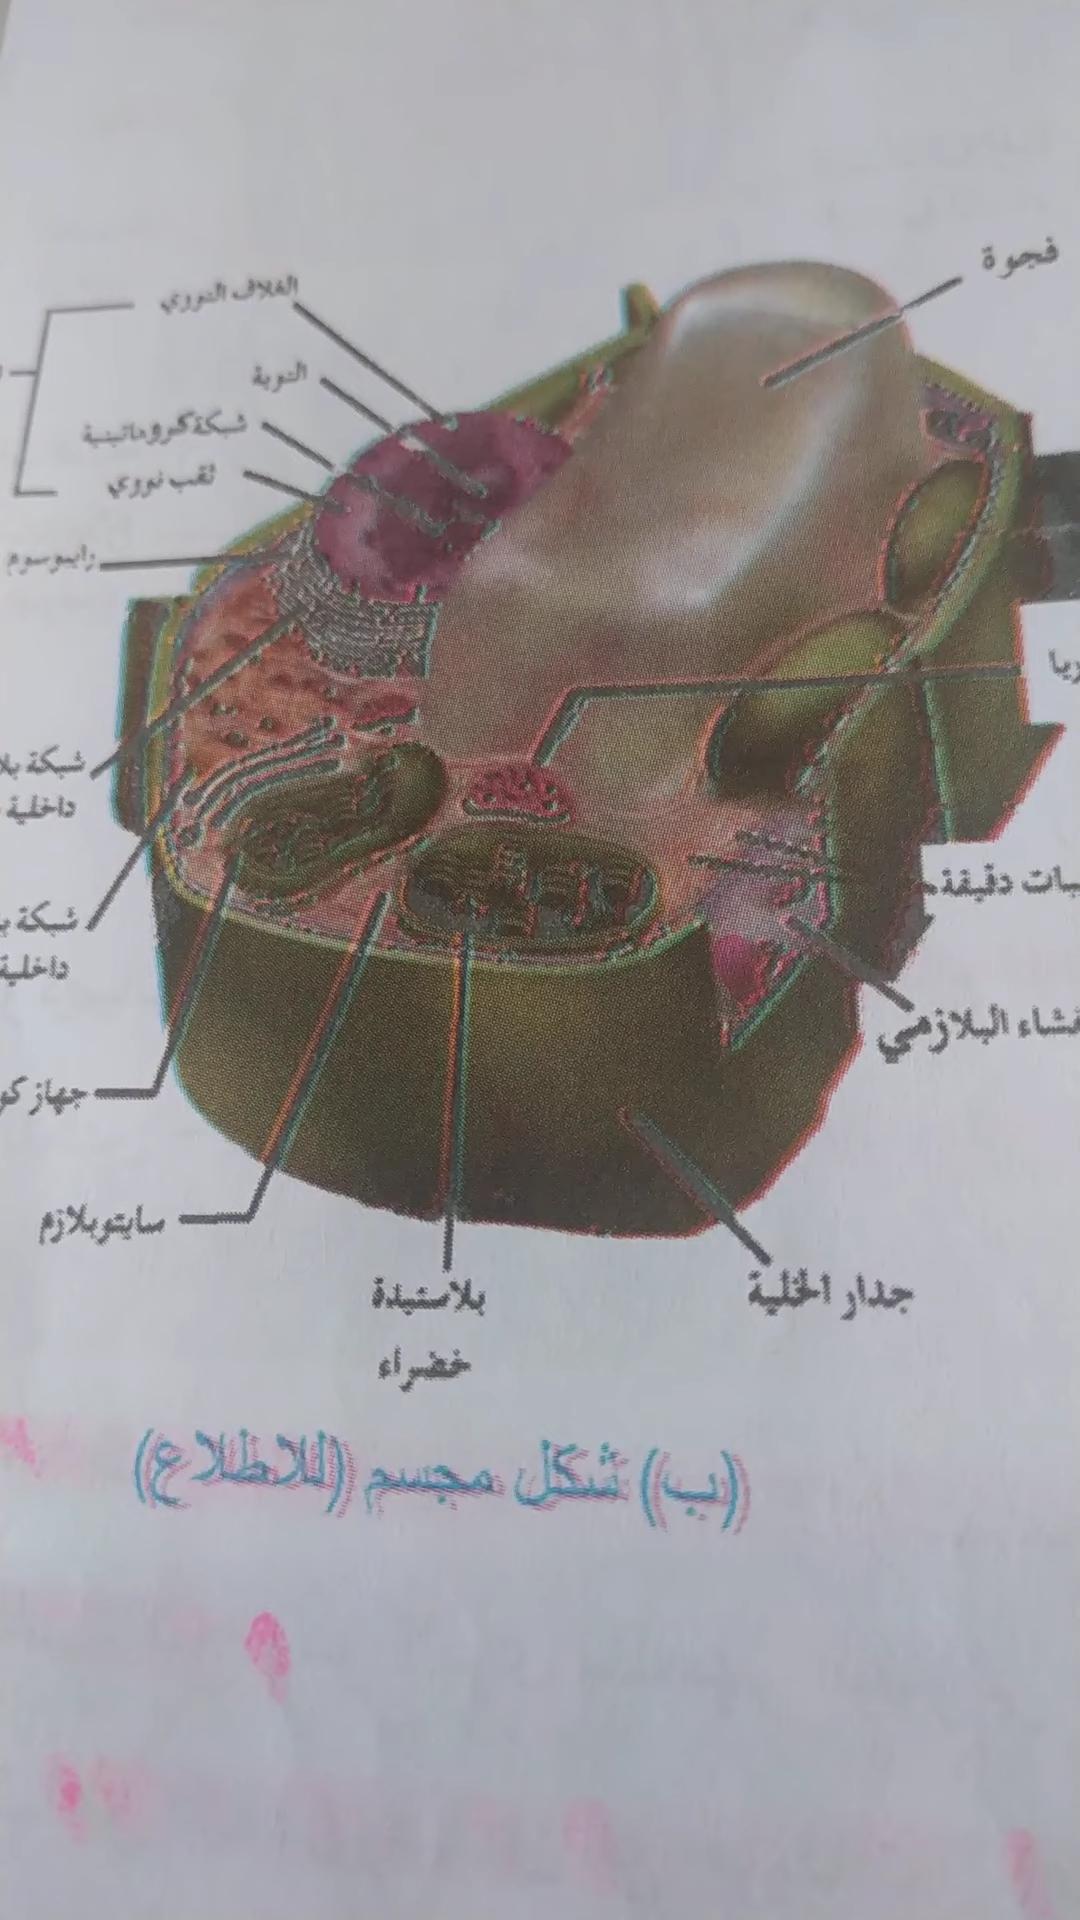 فجوة
الغلاف النووي
النوية
شبكة كروماتينية
ثقب نووي
رايبوسوم
شبكة
داخلية
شبكة
داخلية
جهاز
سايتوبلازم
بلاستيدة
خضراء
جدار الخلية
البلازمي
دقيقة
(ب) شكل مجسم (للاطلاع)